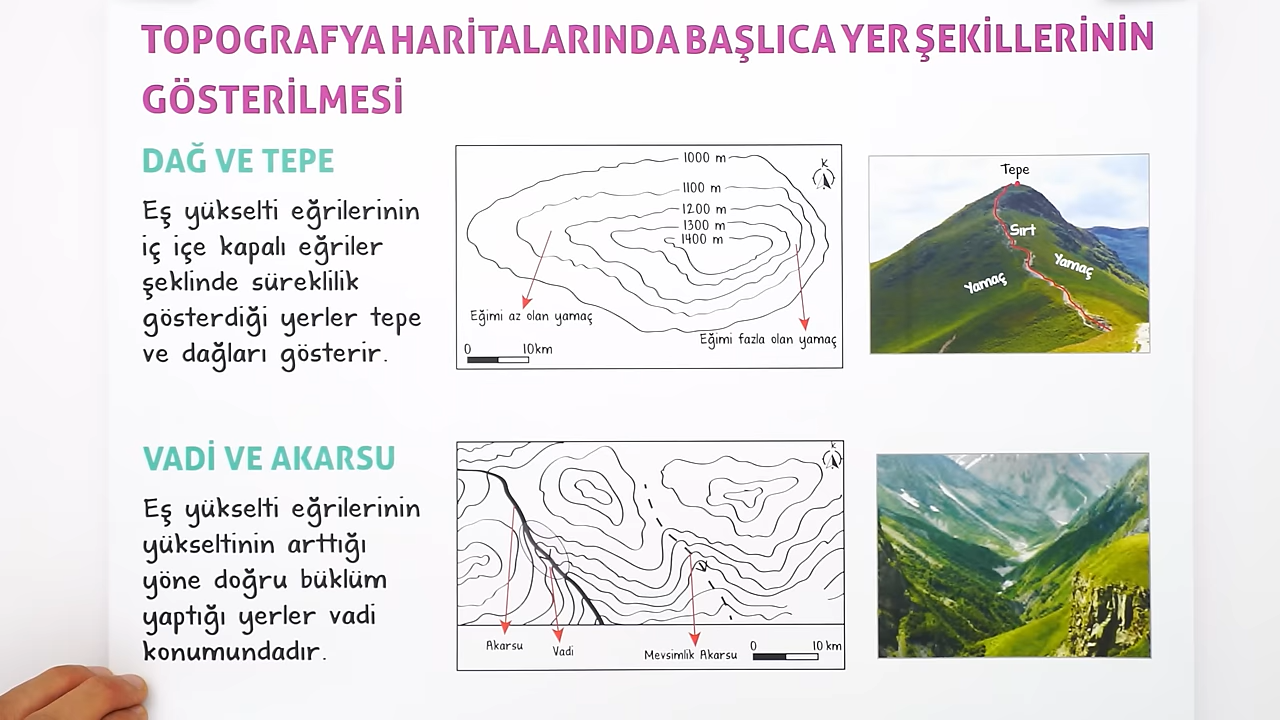 TOPOGRAFYA HARİTALARINDA BAŞLICA YER ŞEKİLLERİNİN
GÖSTERİLMESİ
DAĞ VE TEPE
Eş yükselti eğrilerinin
iç içe kapalı eğriler
şeklinde süreklilik
gösterdiği yerler tepe
ve dağları gösterir.
1000 m
1100 m
1200 m
1300 m
1400 m
K
Eğimi az olan yamaç
Eğimi fazla olan yamaç
0 10km
Tepe
Sırt
Yamaç
Yamaç
VADİ VE AKARSU
Eş yükselti eğrilerinin
yükseltinin arttığı
yöne doğru büklüm
yaptığı yerler vadi
konumundadır.
K
Akarsu
Vadi
Mevsimlik Akarsu
0 10 km